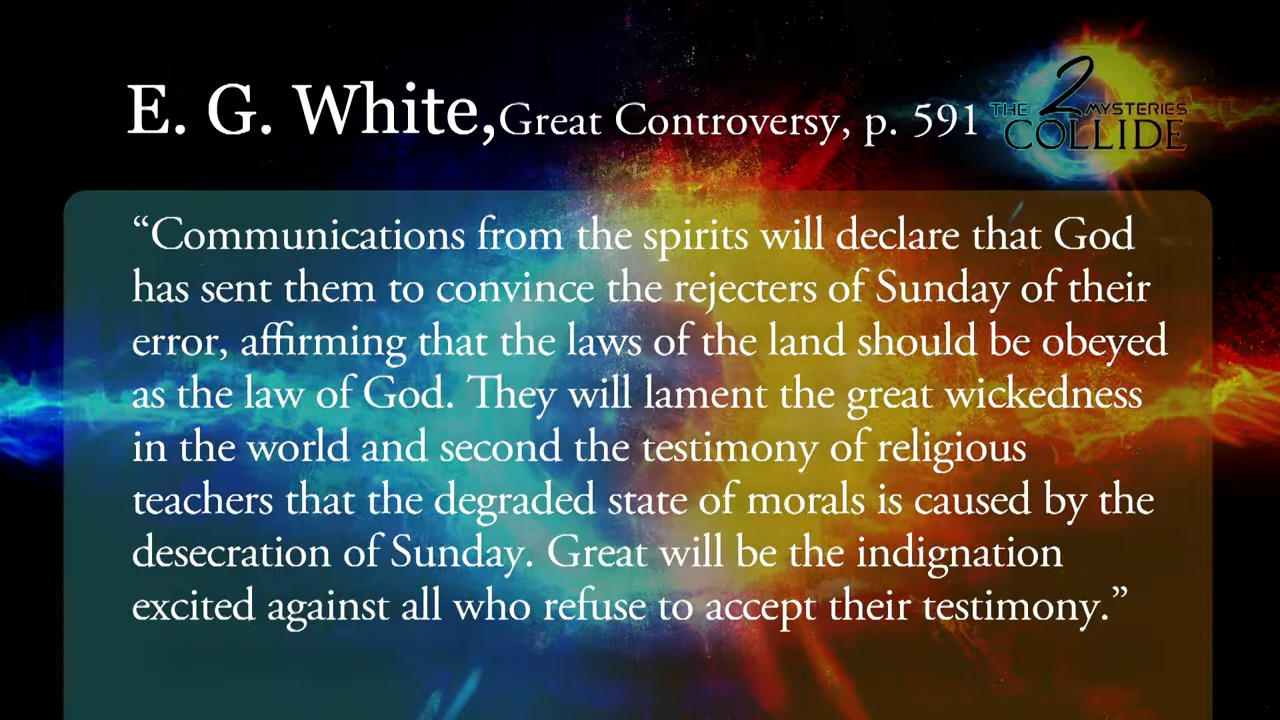 E. G. White, Great Controversy, p. 591
THE 2 MYSTERIES
COLLIDE
“Communications from the spirits will declare that God
has sent them to convince the rejecters of Sunday of their
error, affirming that the laws of the land should be obeyed
as the law of God. They will lament the great wickedness
in the world and second the testimony of religious
teachers that the degraded state of morals is caused by the
desecration of Sunday. Great will be the indignation
excited against all who refuse to accept their testimony.”